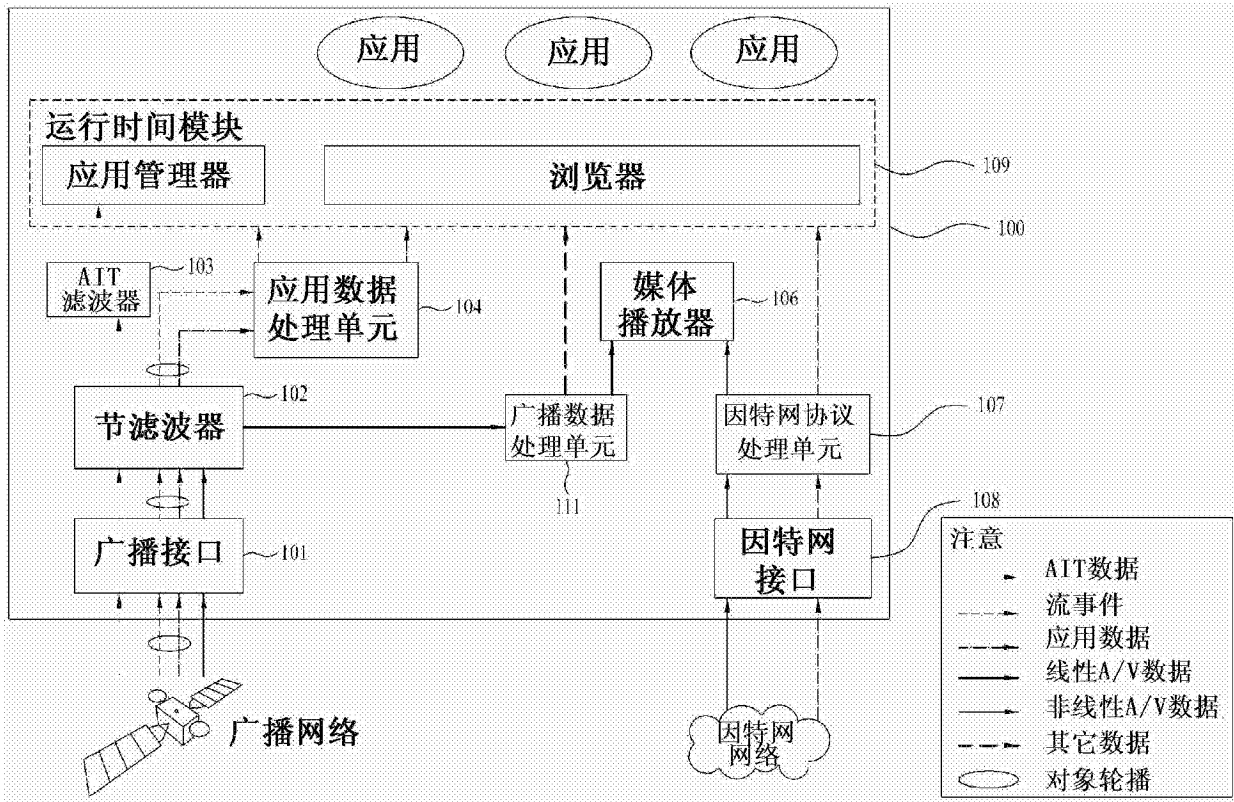 应用
应用
应用
运行时间模块
应用管理器
浏览器
109
100
AIT
滤波器
103
应用数据
处理单元
104
媒体
播放器
106
节滤波器
102
广播数据
处理单元
111
因特网协议
处理单元
107
广播接口
101
因特网
接口
108
广播网络
因特网
网络
注意
AIT数据
流事件
应用数据
线性A/V数据
非线性A/V数据
其它数据
对象轮播